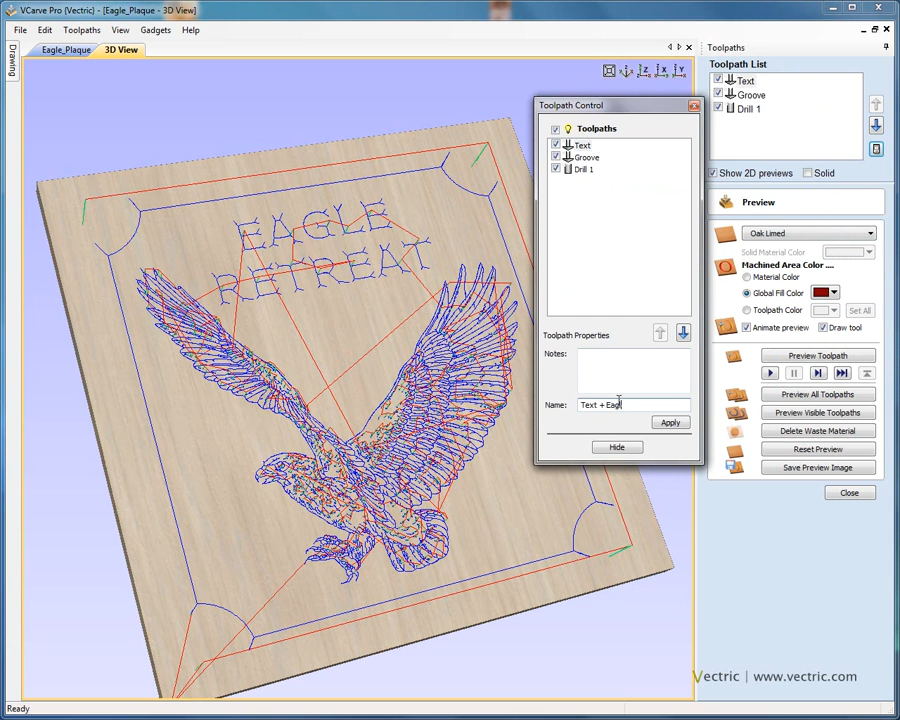 VCarve Pro {Vectric} - [Eagle_Plaque - 3D View]
File Edit Toolpaths View Gadgets Help
Drawing
Eagle_Plaque 3D View
EAGLE
RETREAT
Toolpath Control
Toolpaths
Text
Groove
Drill 1
Toolpath Properties
Notes:
Name: Text + Eagl
Apply
Hide
Toolpaths
Toolpath List
Text
Groove
Drill 1
Show 2D previews Solid
Preview
Oak Limed
Solid Material Color
Machined Area Color ....
Material Color
Global Fill Color
Toolpath Color Set All
Animate preview Draw tool
Preview Toolpath
Preview All Toolpaths
Preview Visible Toolpaths
Delete Waste Material
Reset Preview
Save Preview Image
Close
Vectric | www.vectric.com
Ready